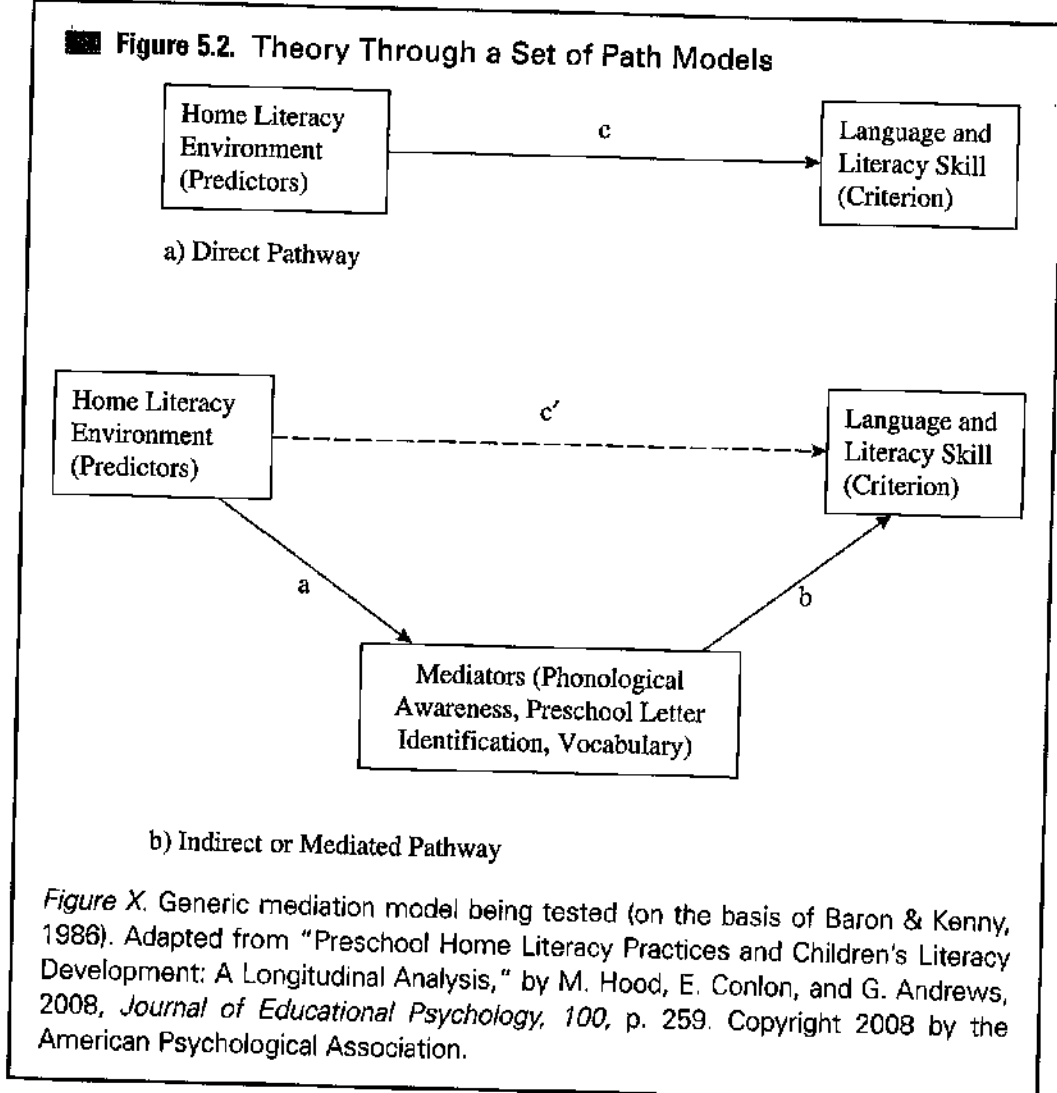 Figure 5.2. Theory Through a Set of Path Models
Home Literacy
Environment
(Predictors)
c
Language and
Literacy Skill
(Criterion)
a) Direct Pathway
Home Literacy
Environment
(Predictors)
c′
Language and
Literacy Skill
(Criterion)
a
b
Mediators (Phonological
Awareness, Preschool Letter
Identification, Vocabulary)
b) Indirect or Mediated Pathway
Figure X. Generic mediation model being tested (on the basis of Baron & Kenny,
1986). Adapted from "Preschool Home Literacy Practices and Children's Literacy
Development: A Longitudinal Analysis," by M. Hood, E. Conlon, and G. Andrews,
2008, Journal of Educational Psychology, 100, p. 259. Copyright 2008 by the
American Psychological Association.